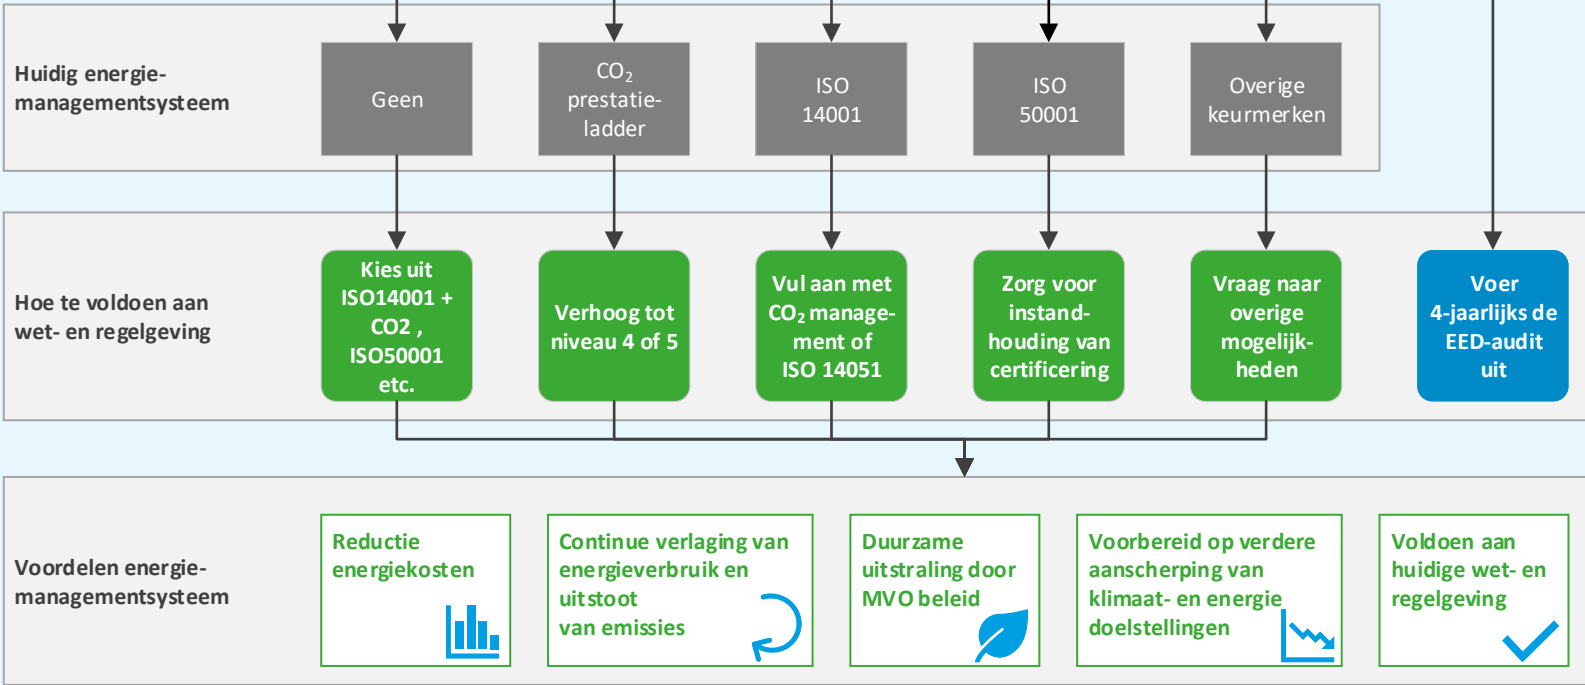 Huidig energie-
managementsysteem
Geen
CO₂
prestatie-
ladder
ISO
14001
ISO
50001
Overige
keurmerken
Hoe te voldoen aan
wet- en regelgeving
Kies uit
ISO14001 +
CO2 ,
ISO50001
etc.
Verhoog tot
niveau 4 of 5
Vul aan met
CO₂ manage-
ment of
ISO 14051
Zorg voor
instand-
houding van
certificering
Vraag naar
overige
mogelijk-
heden
Voer
4-jaarlijks de
EED-audit
uit
Voordelen energie-
managementsysteem
Reductie
energiekosten
Continue verlaging van
energieverbruik en
uitstoot
van emissies
Duurzame
uitstraling door
MVO beleid
Voorbereid op verdere
aanscherping van
klimaat- en energie
doelstellingen
Voldoen aan
huidige wet- en
regelgeving